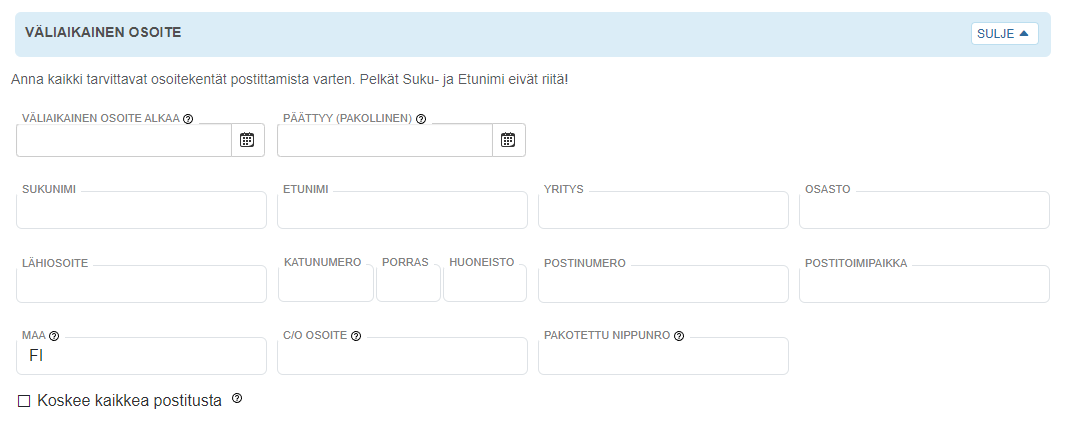 VÄLIAIKAINEN OSOITE
SULJE
Anna kaikki tarvittavat osoitekentät postittamista varten. Pelkät Suku- ja Etunimi eivät riitä!
VÄLIAIKAINEN OSOITE ALKAA
PÄÄTTYY (PAKOLLINEN)
SUKUNIMI
ETUNIMI
YRITYS
OSASTO
LÄHIOSOITE
KATUNUMERO
PORRAS
HUONEISTO
POSTINUMERO
POSTITOIMIPAIKKA
MAA
FI
C/O OSOITE
PAKOTETTU NIPPUNRO
Koskee kaikkea postitusta